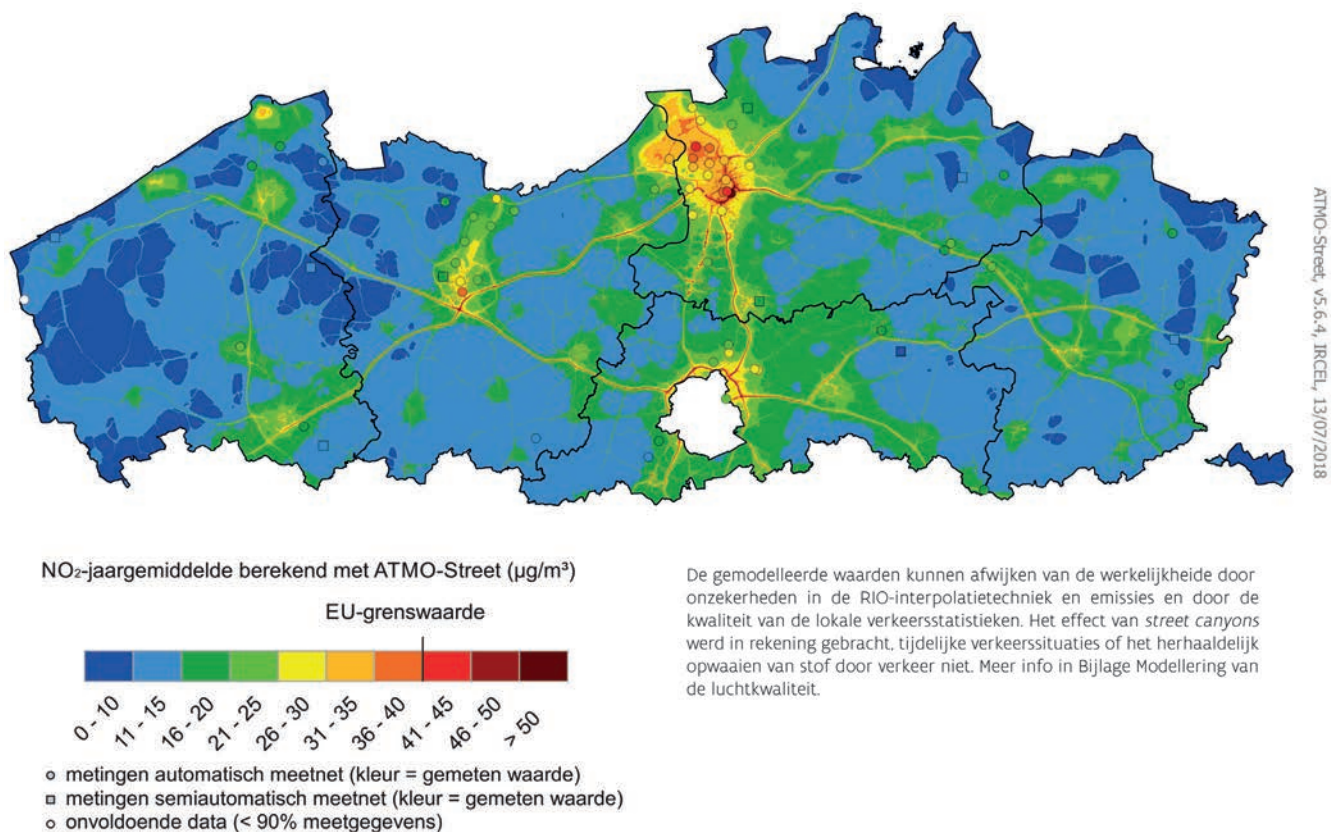 ATMO-Street, v5.6.4, IRCEL, 13/07/2018
NO₂-jaargemiddelde berekend met ATMO-Street (µg/m³)
EU-grenswaarde
0 - 10
11 - 15
16 - 20
21 - 25
26 - 30
31 - 35
36 - 40
41 - 45
46 - 50
> 50
metingen automatisch meetnet (kleur = gemeten waarde)
metingen semiautomatisch meetnet (kleur = gemeten waarde)
onvoldoende data (< 90% meetgegevens)
De gemodelleerde waarden kunnen afwijken van de werkelijkheide door
onzekerheden in de RIO-interpolatietechniek en emissies en door de
kwaliteit van de lokale verkeersstatistieken. Het effect van street canyons
werd in rekening gebracht, tijdelijke verkeerssituaties of het herhaaldelijk
opwaaien van stof door verkeer niet. Meer info in Bijlage Modellering van
de luchtkwaliteit.